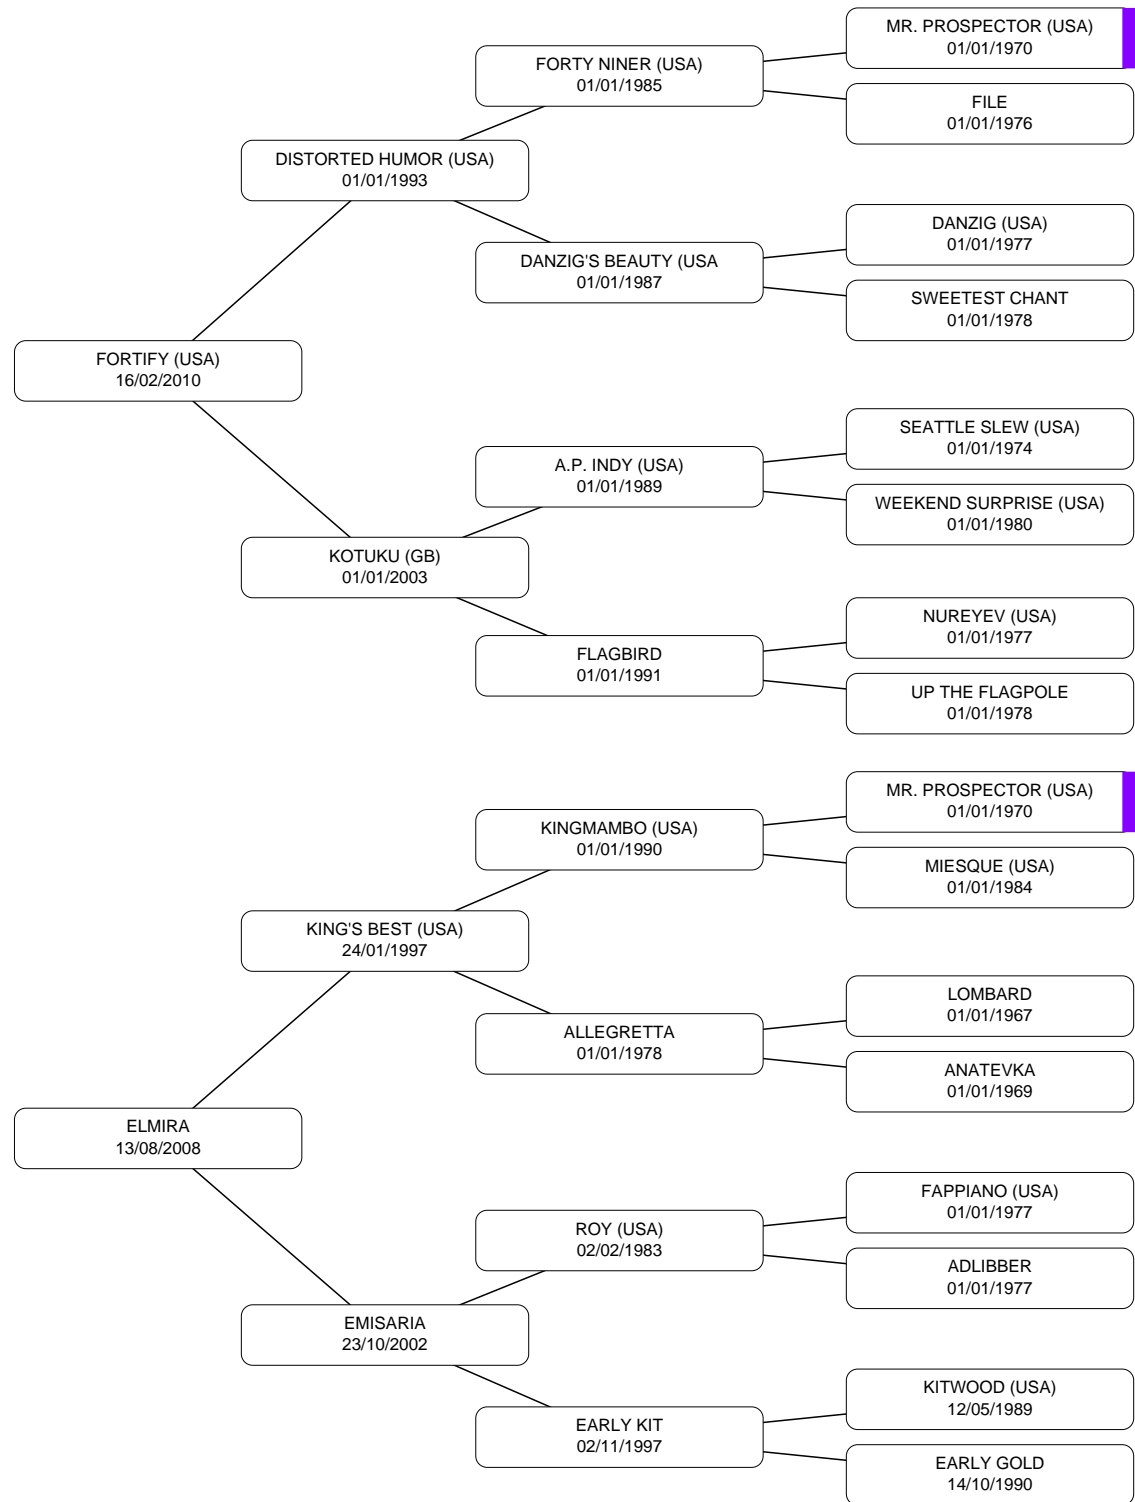 MR. PROSPECTOR (USA)
01/01/1970
FORTY NINER (USA)
01/01/1985
FILE
01/01/1976
DISTORTED HUMOR (USA)
01/01/1993
DANZIG (USA)
01/01/1977
DANZIG'S BEAUTY (USA
01/01/1987
SWEETEST CHANT
01/01/1978
FORTIFY (USA)
16/02/2010
SEATTLE SLEW (USA)
01/01/1974
A.P. INDY (USA)
01/01/1989
WEEKEND SURPRISE (USA)
01/01/1980
KOTUKU (GB)
01/01/2003
NUREYEV (USA)
01/01/1977
FLAGBIRD
01/01/1991
UP THE FLAGPOLE
01/01/1978
MR. PROSPECTOR (USA)
01/01/1970
KINGMAMBO (USA)
01/01/1990
MIESQUE (USA)
01/01/1984
KING'S BEST (USA)
24/01/1997
LOMBARD
01/01/1967
ALLEGRETTA
01/01/1978
ANATEVKA
01/01/1969
ELMIRA
13/08/2008
FAPPIANO (USA)
01/01/1977
ROY (USA)
02/02/1983
ADLIBBER
01/01/1977
EMISARIA
23/10/2002
KITWOOD (USA)
12/05/1989
EARLY KIT
02/11/1997
EARLY GOLD
14/10/1990